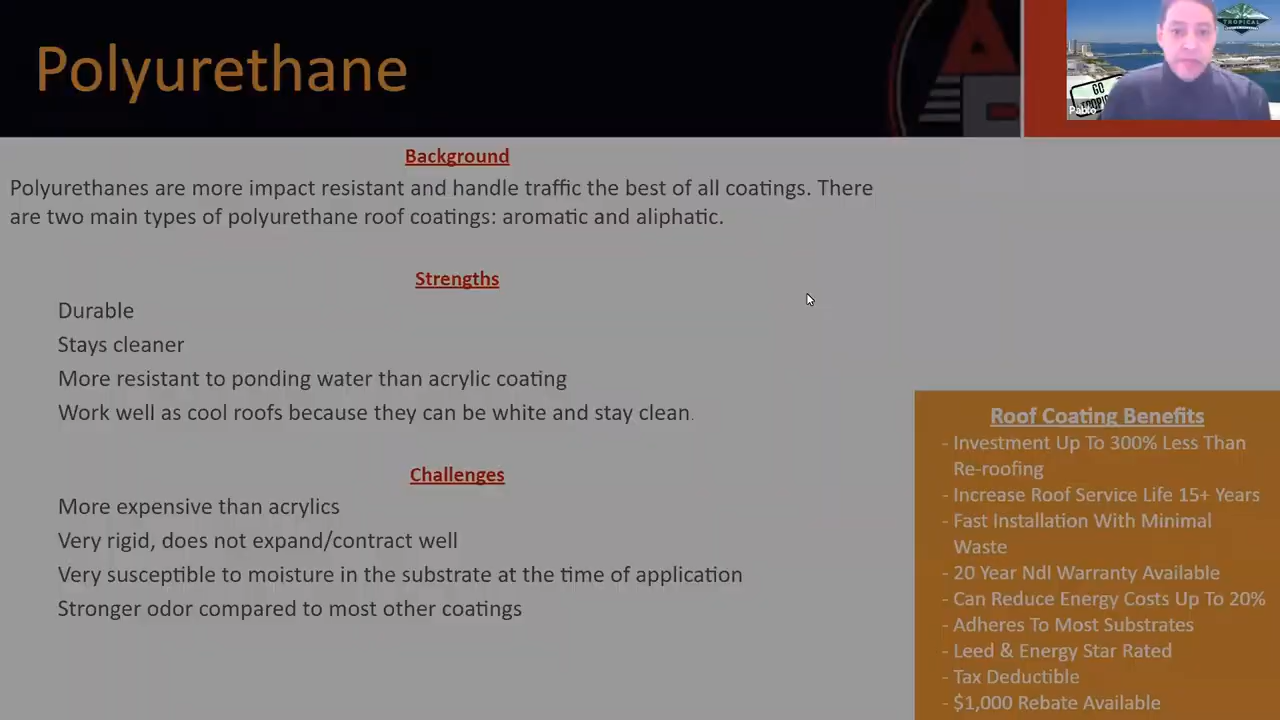 Polyurethane
TROPICAL
GO
Pablo
Background
Polyurethanes are more impact resistant and handle traffic the best of all coatings. There
are two main types of polyurethane roof coatings: aromatic and aliphatic.
Strengths
Durable
Stays cleaner
More resistant to ponding water than acrylic coating
Work well as cool roofs because they can be white and stay clean.
Challenges
More expensive than acrylics
Very rigid, does not expand/contract well
Very susceptible to moisture in the substrate at the time of application
Stronger odor compared to most other coatings
Roof Coating Benefits
- Investment Up To 300% Less Than
Re-roofing
- Increase Roof Service Life 15+ Years
- Fast Installation With Minimal
Waste
- 20 Year Ndl Warranty Available
- Can Reduce Energy Costs Up To 20%
- Adheres To Most Substrates
- Leed & Energy Star Rated
- Tax Deductible
- $1,000 Rebate Available